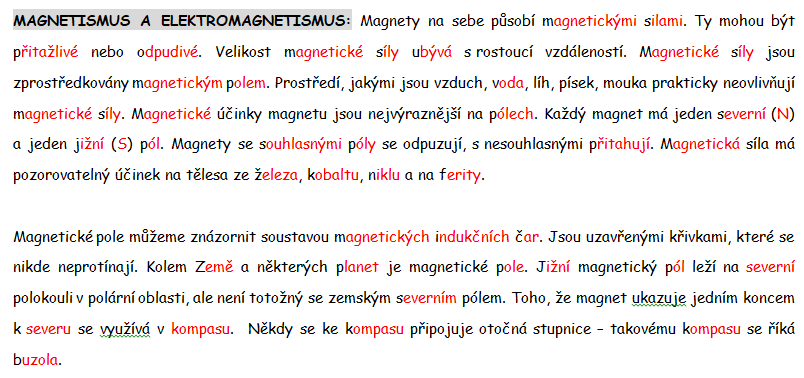 MAGNETISMUS A ELEKTROMAGNETISMUS: Magnety na sebe působí magnetickými silami. Ty mohou být
přitažlivé nebo odpudivé. Velikost magnetické síly ubývá s rostoucí vzdáleností. Magnetické síly jsou
zprostředkovány magnetickým polem. Prostředí, jakými jsou vzduch, voda, líh, písek, mouka prakticky neovlivňují
magnetické síly. Magnetické účinky magnetu jsou nejvýraznější na pólech. Každý magnet má jeden severní (N)
a jeden jižní (S) pól. Magnety se souhlasnými póly se odpuzují, s nesouhlasnými přitahují. Magnetická síla má
pozorovatelný účinek na tělesa ze železa, kobaltu, niklu a na ferity.
Magnetické pole můžeme znázornit soustavou magnetických indukčních čar. Jsou uzavřenými křivkami, které se
nikde neprotínají. Kolem Země a některých planet je magnetické pole. Jižní magnetický pól leží na severní
polokouli v polární oblasti, ale není totožný se zemským severním pólem. Toho, že magnet ukazuje jedním koncem
k severu se využívá v kompasu. Někdy se ke kompasu připojuje otočná stupnice – takovému kompasu se říká
buzola.